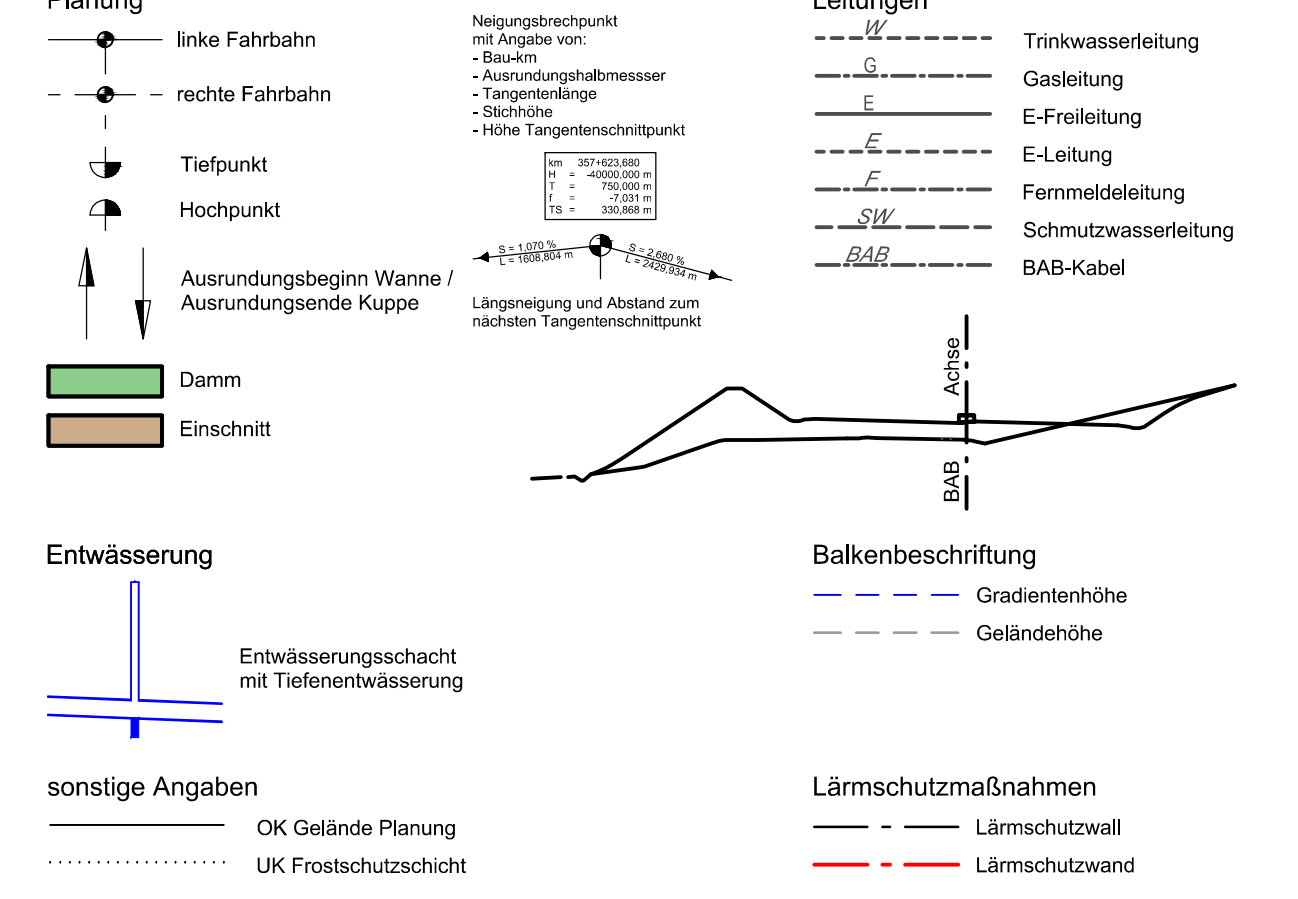 Planung
linke Fahrbahn
rechte Fahrbahn
Tiefpunkt
Hochpunkt
Ausrundungsbeginn Wanne /
Ausrundungsende Kuppe
Damm
Einschnitt
Neigungsbrechpunkt
mit Angabe von:
- Bau-km
- Ausrundungshalbmessser
- Tangentenlänge
- Stichhöhe
- Höhe Tangentenschnittpunkt
km 357+623,680
H = -40000,000 m
T = 750,000 m
f = -7,031 m
TS = 330,868 m
S = 1,070 %
L = 1608,804 m
S = 2,680 %
L = 2429,934 m
Längsneigung und Abstand zum
nächsten Tangentenschnittpunkt
Leitungen
W Trinkwasserleitung
G Gasleitung
E E-Freileitung
E E-Leitung
F Fernmeldeleitung
SW Schmutzwasserleitung
BAB BAB-Kabel
Achse
BAB
Entwässerung
Entwässerungsschacht
mit Tiefenentwässerung
Balkenbeschriftung
Gradientenhöhe
Geländehöhe
sonstige Angaben
OK Gelände Planung
UK Frostschutzschicht
Lärmschutzmaßnahmen
Lärmschutzwall
Lärmschutzwand